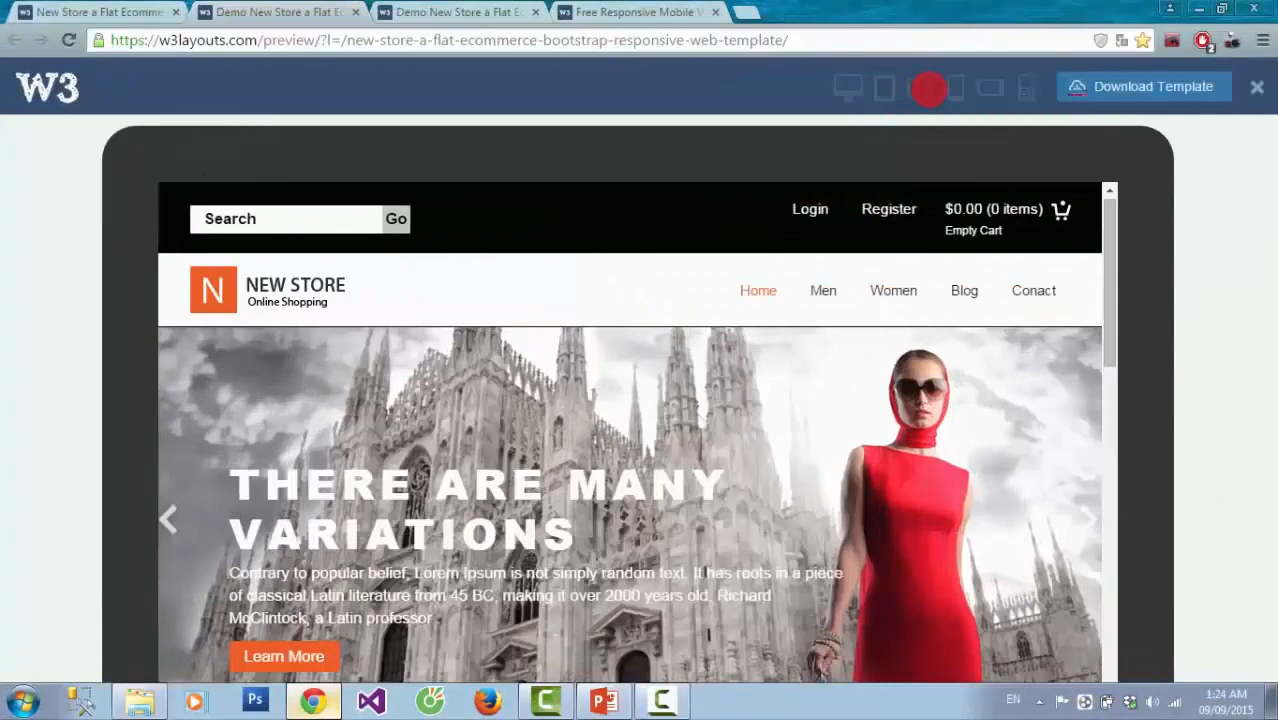 New Store a Flat Ecomme
Demo New Store a Flat Ec
Demo New Store a Flat E
Free Responsive Mobile W
https://w3layouts.com/preview/?l=/new-store-a-flat-ecommerce-bootstrap-responsive-web-template/
2
W3
Download Template
Search
Go
Login
Register
$0.00 (0 items)
Empty Cart
N
NEW STORE
Online Shopping
Home
Men
Women
Blog
Conact
THERE ARE MANY
VARIATIONS
Contrary to popular belief, Lorem Ipsum is not simply random text. It has roots in a piece
of classical Latin literature from 45 BC, making it over 2000 years old. Richard
McClintock, a Latin professor
Learn More
Ps
EN
1:24 AM
09/09/2015